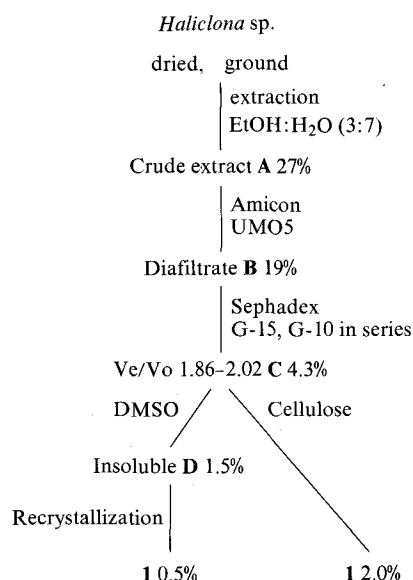 Haliclona sp.
dried, ground
extraction
EtOH:H₂O (3:7)
Crude extract A 27%
Amicon
UMO5
Diafiltrate B 19%
Sephadex
G-15, G-10 in series
Ve/Vo 1.86–2.02 C 4.3%
DMSO Cellulose
Insoluble D 1.5%
Recrystallization
1 0.5% 1 2.0%